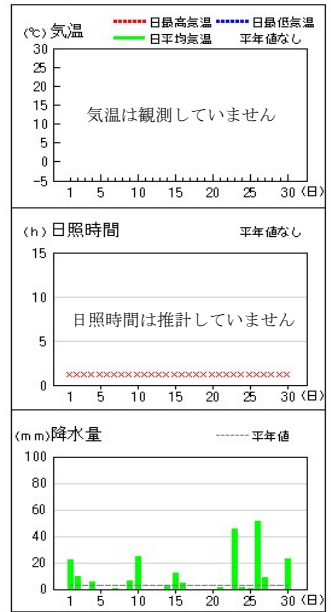 (℃) 気温 日最高気温 日最低気温
日平均気温 平年値なし
30
25
20
15
10
5
0
-5
気温は観測していません
1 5 10 15 20 25 30 (日)
(h) 日照時間 平年値なし
15
10
5
0
日照時間は推計していません
1 5 10 15 20 25 30 (日)
(mm) 降水量 平年値
100
80
60
40
20
0
1 5 10 15 20 25 30 (日)